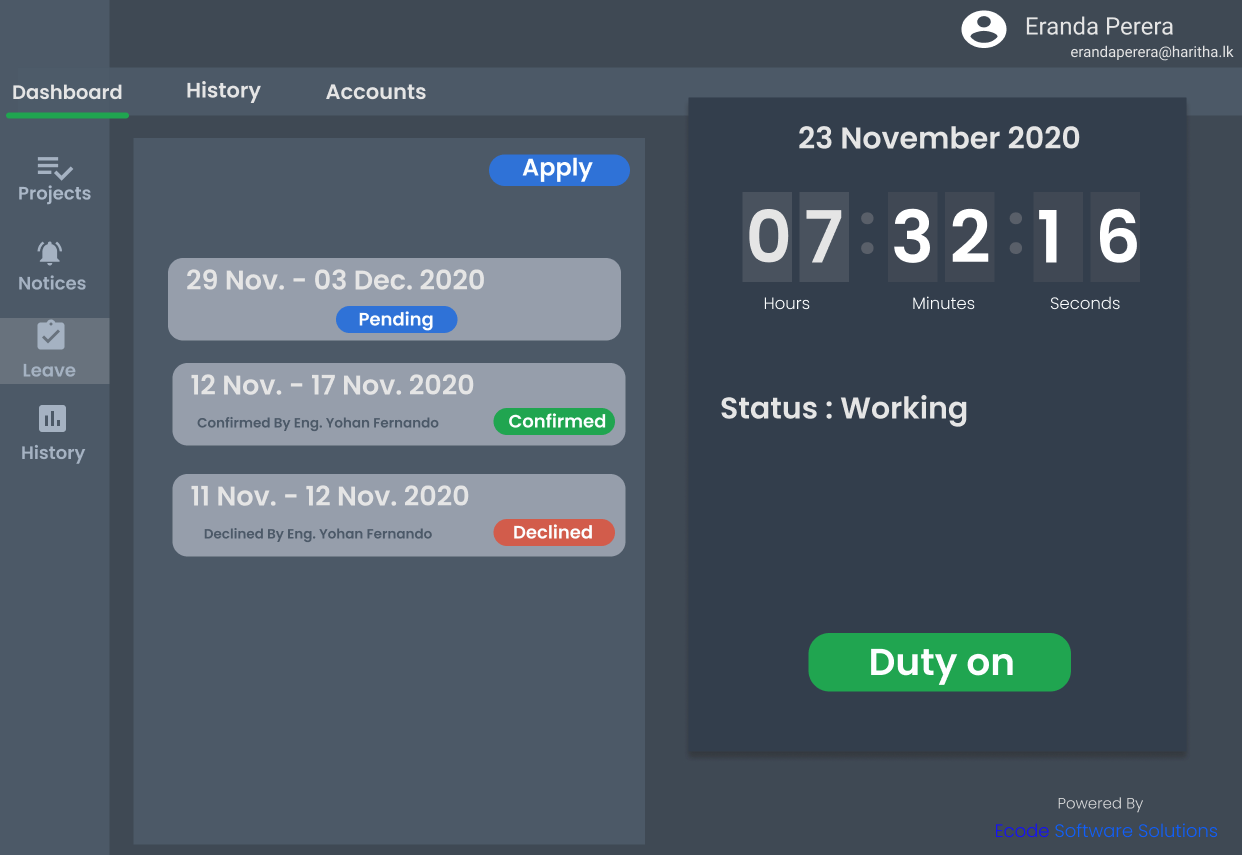 Eranda Perera
erandaperera@haritha.lk
Dashboard
History
Accounts
Projects
Notices
Leave
History
Apply
29 Nov. - 03 Dec. 2020
Pending
12 Nov. - 17 Nov. 2020
Confirmed By Eng. Yohan Fernando
Confirmed
11 Nov. - 12 Nov. 2020
Declined By Eng. Yohan Fernando
Declined
23 November 2020
07:32:16
Hours
Minutes
Seconds
Status : Working
Duty on
Powered By
Ecode Software Solutions